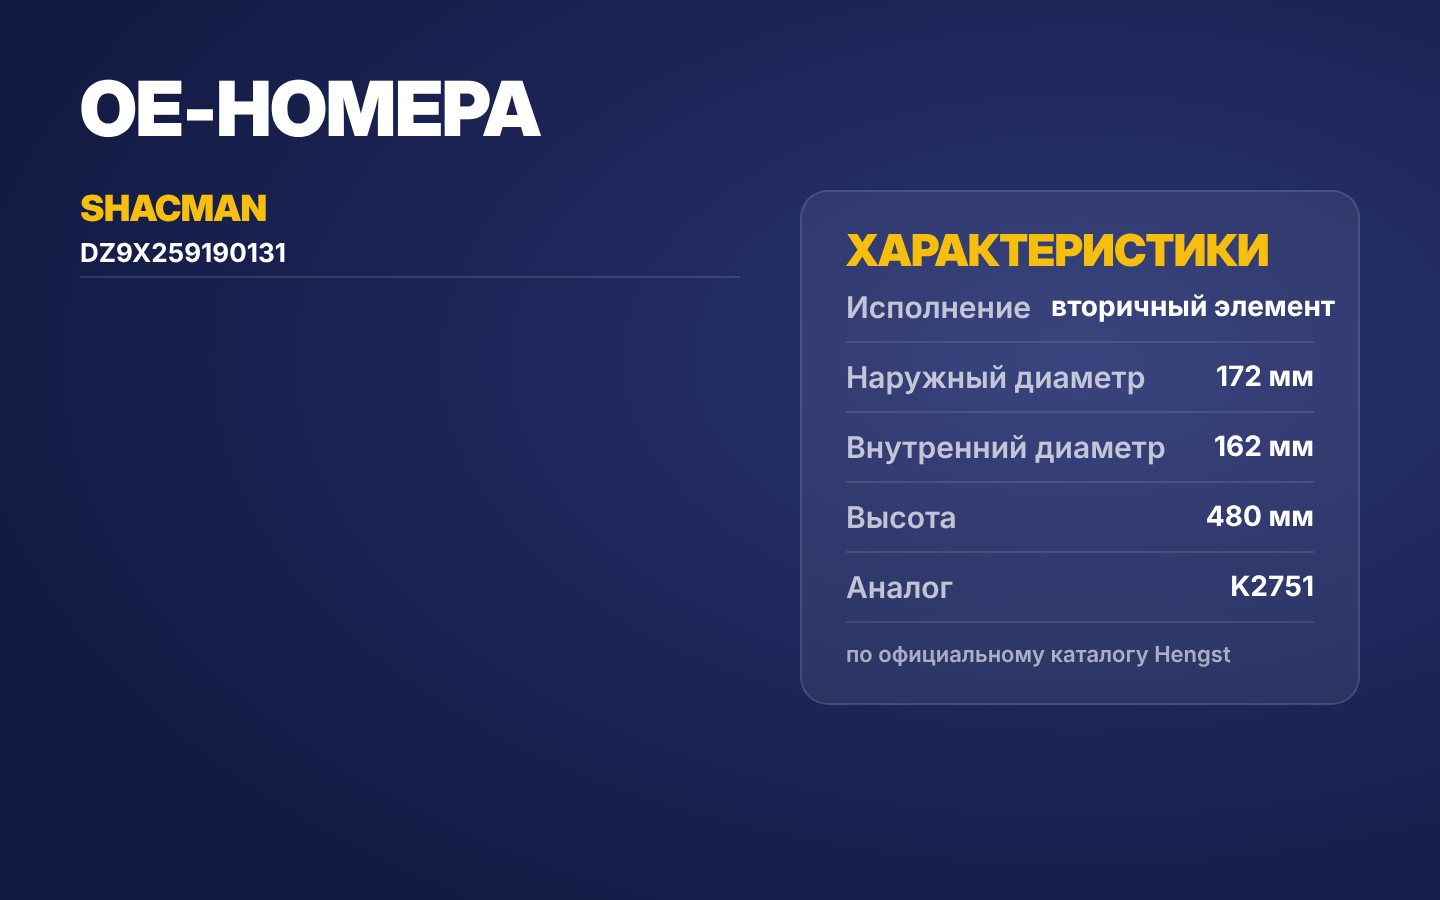 OE-НОМЕРА
SHACMAN
DZ9X259190131
ХАРАКТЕРИСТИКИ
Исполнение вторичный элемент
Наружный диаметр 172 мм
Внутренний диаметр 162 мм
Высота 480 мм
Аналог K2751
по официальному каталогу Hengst